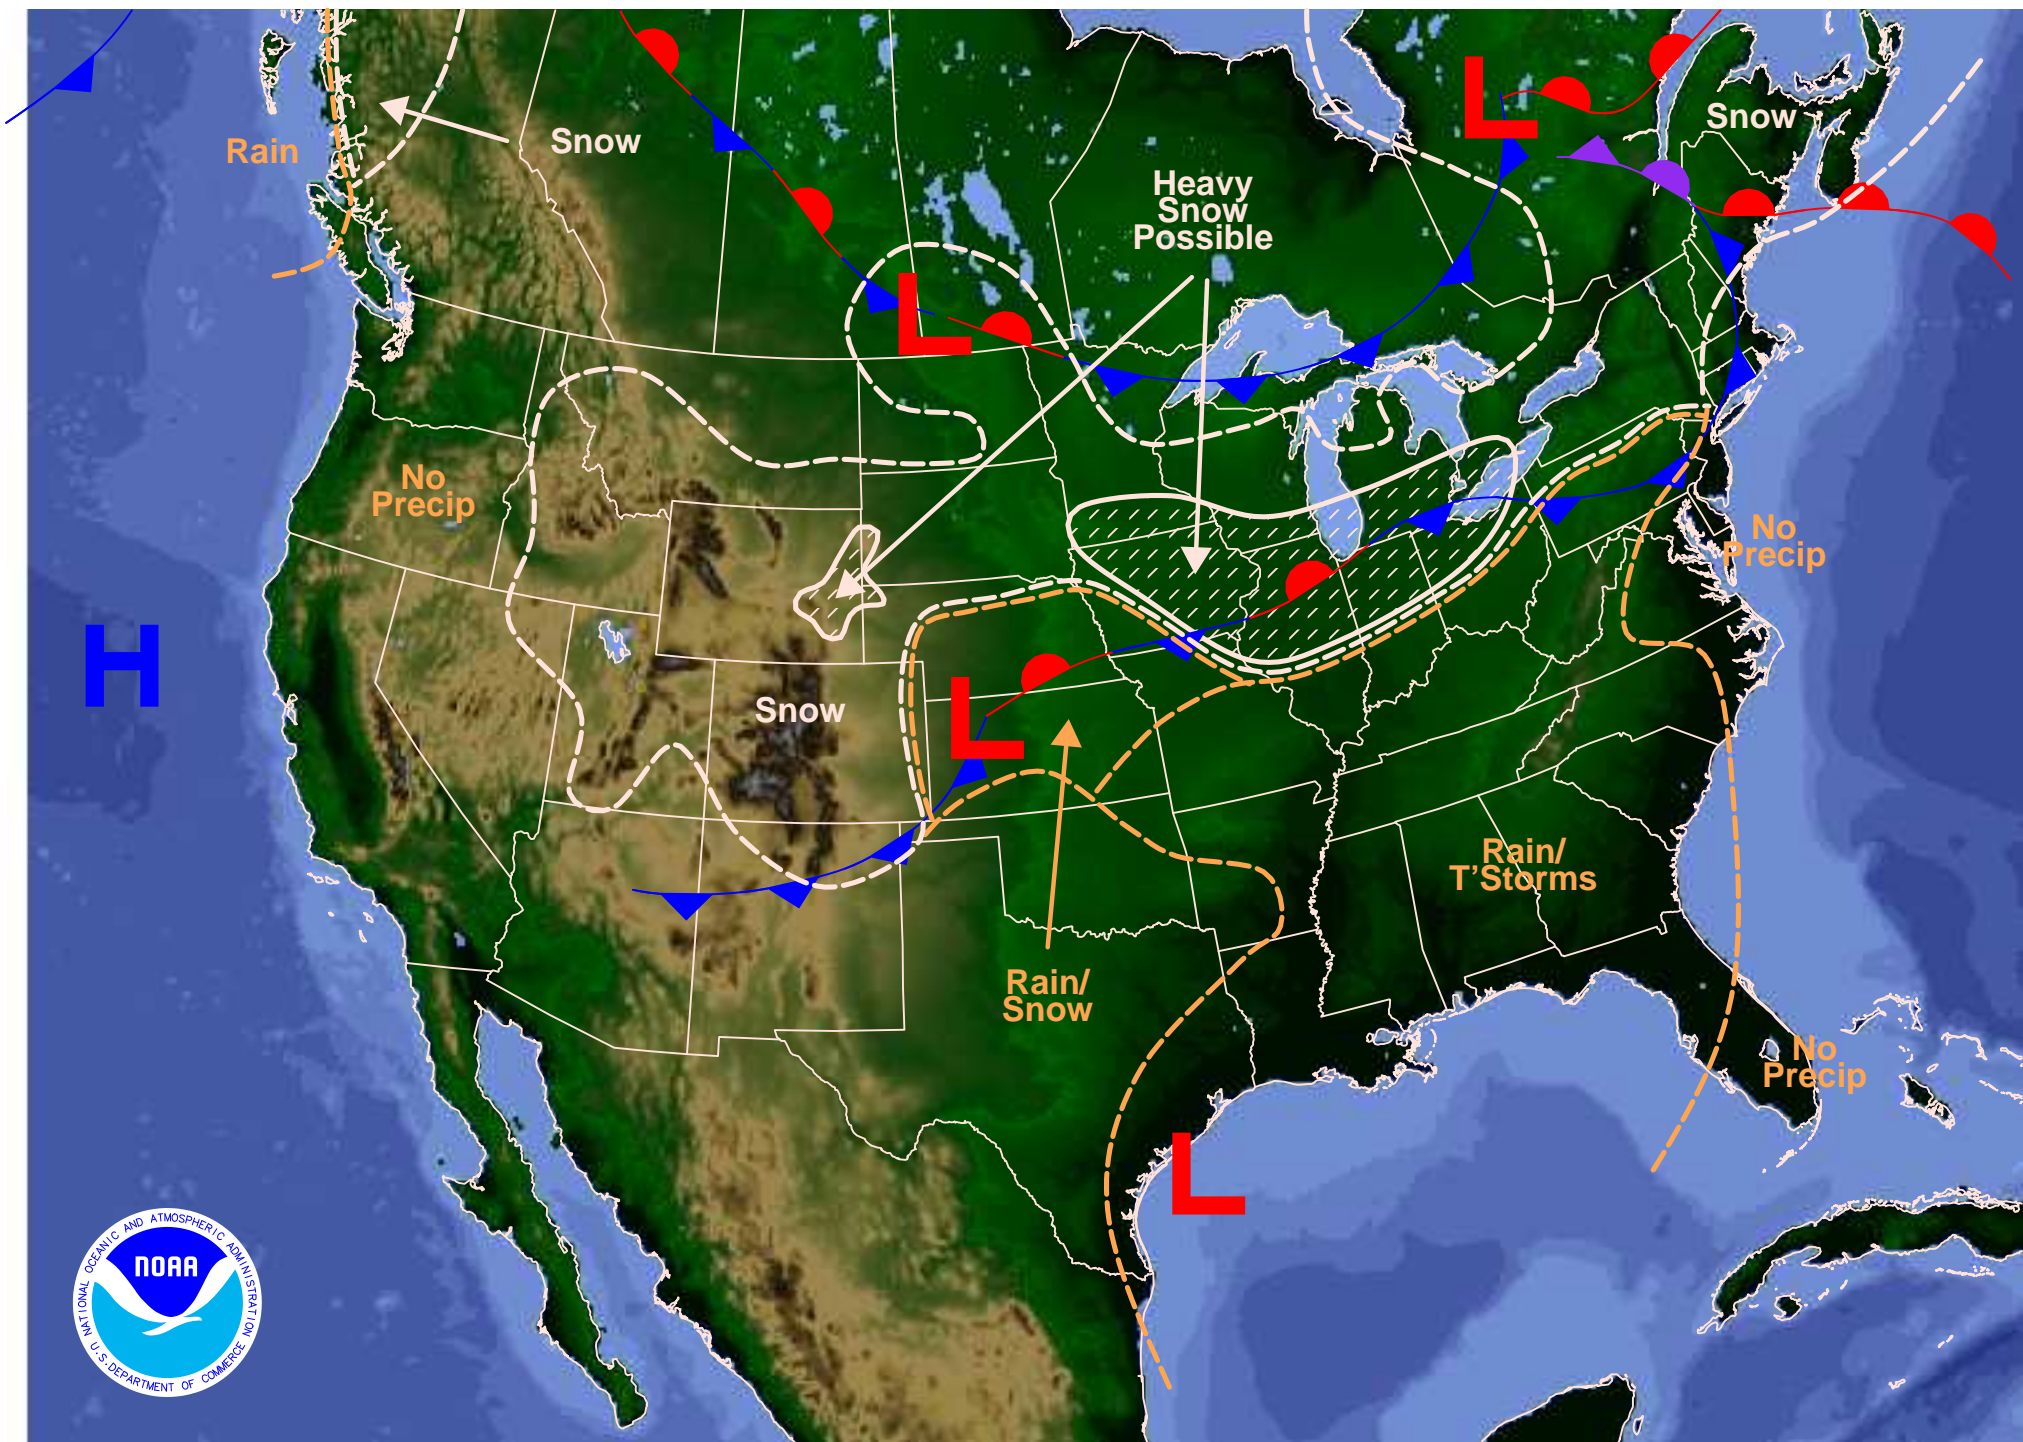 Snow
Rain
Snow
Heavy
Snow
Possible
No
Precip
No
Precip
H
L
L
L
L
Snow
Rain/
T'Storms
Rain/
Snow
No
Precip
NATIONAL OCEANIC AND ATMOSPHERIC ADMINISTRATION
NOAA
U.S. DEPARTMENT OF COMMERCE